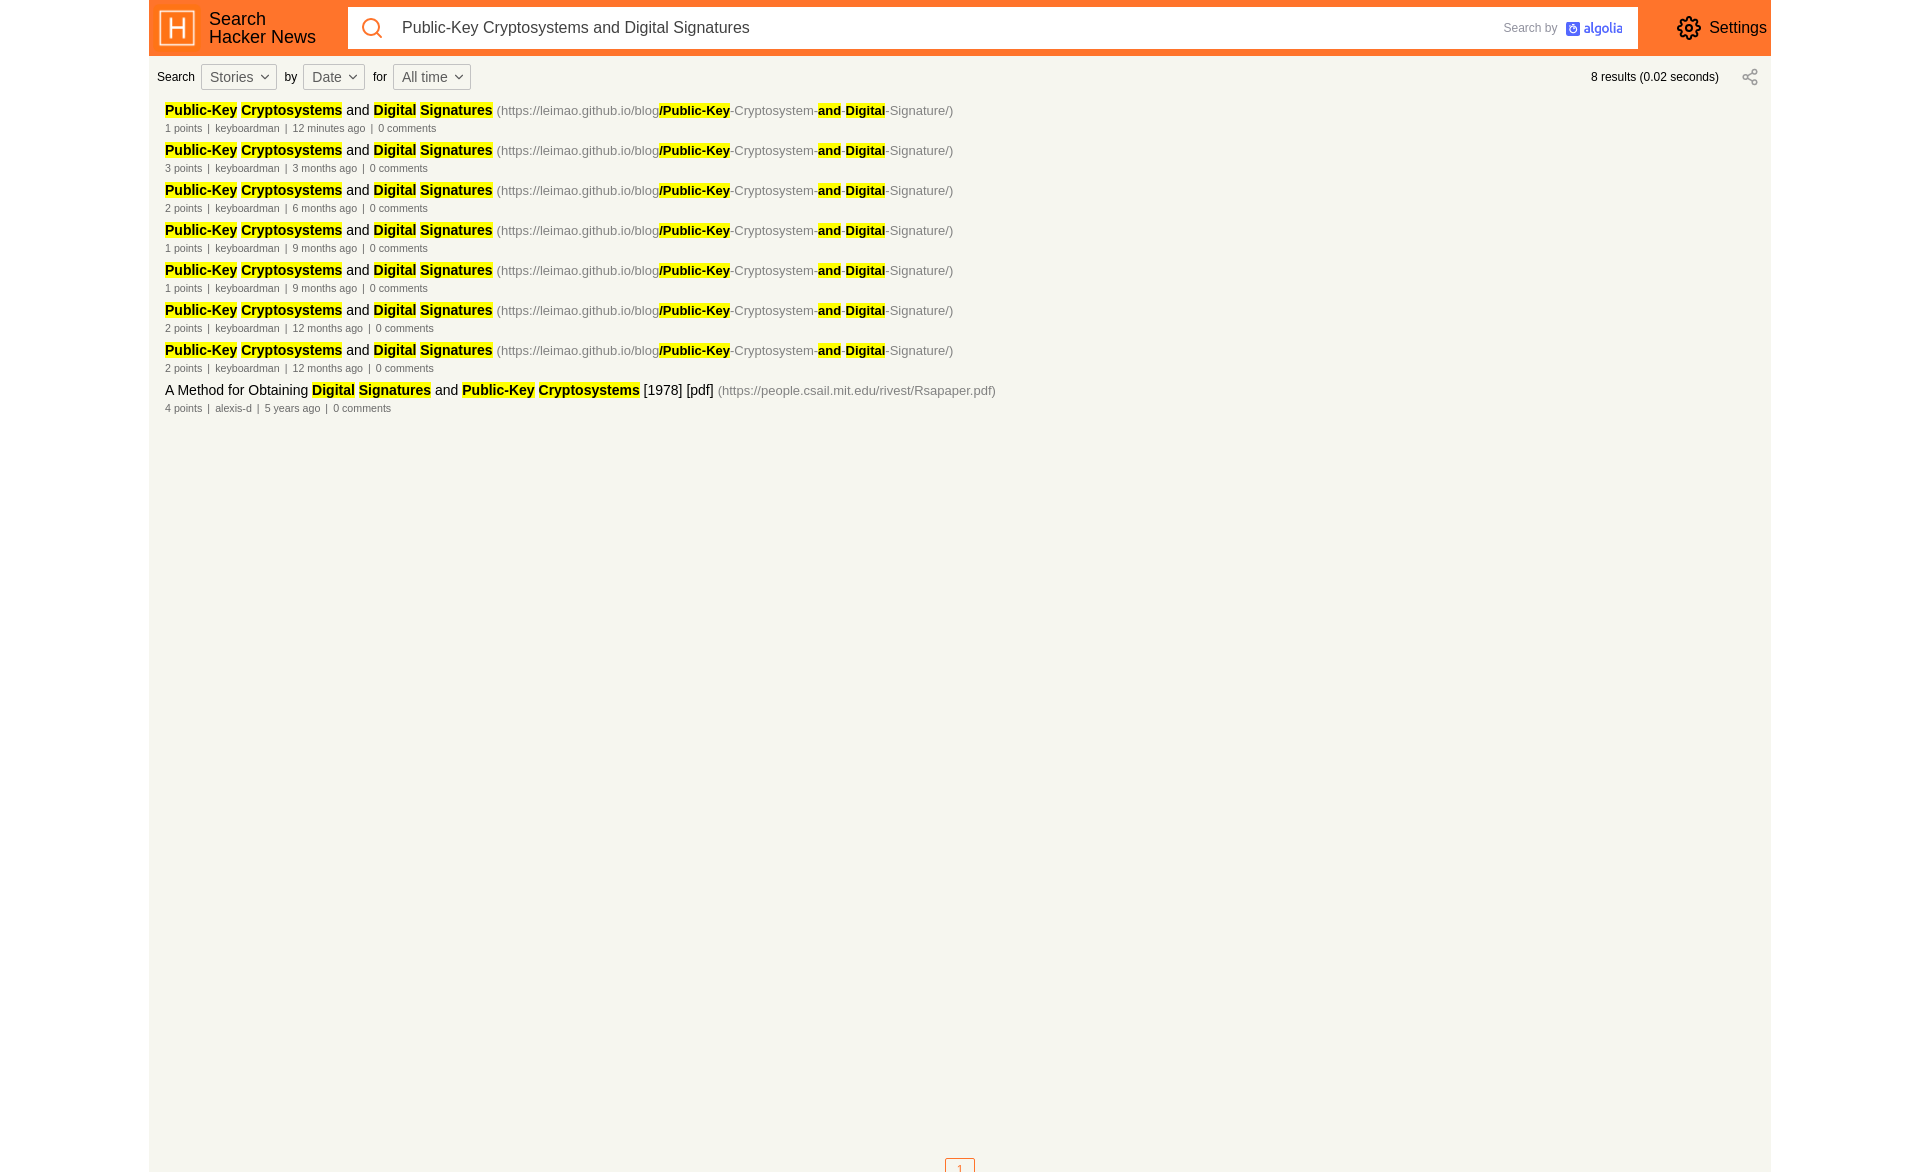 H
Search
Hacker News
Public-Key Cryptosystems and Digital Signatures
Search by algolia
Settings
Search Stories by Date for All time
8 results (0.02 seconds)
Public-Key Cryptosystems and Digital Signatures (https://leimao.github.io/blog/Public-Key-Cryptosystem-and-Digital-Signature/)
1 points | keyboardman | 12 minutes ago | 0 comments
Public-Key Cryptosystems and Digital Signatures (https://leimao.github.io/blog/Public-Key-Cryptosystem-and-Digital-Signature/)
3 points | keyboardman | 3 months ago | 0 comments
Public-Key Cryptosystems and Digital Signatures (https://leimao.github.io/blog/Public-Key-Cryptosystem-and-Digital-Signature/)
2 points | keyboardman | 6 months ago | 0 comments
Public-Key Cryptosystems and Digital Signatures (https://leimao.github.io/blog/Public-Key-Cryptosystem-and-Digital-Signature/)
1 points | keyboardman | 9 months ago | 0 comments
Public-Key Cryptosystems and Digital Signatures (https://leimao.github.io/blog/Public-Key-Cryptosystem-and-Digital-Signature/)
1 points | keyboardman | 9 months ago | 0 comments
Public-Key Cryptosystems and Digital Signatures (https://leimao.github.io/blog/Public-Key-Cryptosystem-and-Digital-Signature/)
2 points | keyboardman | 12 months ago | 0 comments
Public-Key Cryptosystems and Digital Signatures (https://leimao.github.io/blog/Public-Key-Cryptosystem-and-Digital-Signature/)
2 points | keyboardman | 12 months ago | 0 comments
A Method for Obtaining Digital Signatures and Public-Key Cryptosystems [1978] [pdf] (https://people.csail.mit.edu/rivest/Rsapaper.pdf)
4 points | alexis-d | 5 years ago | 0 comments
1